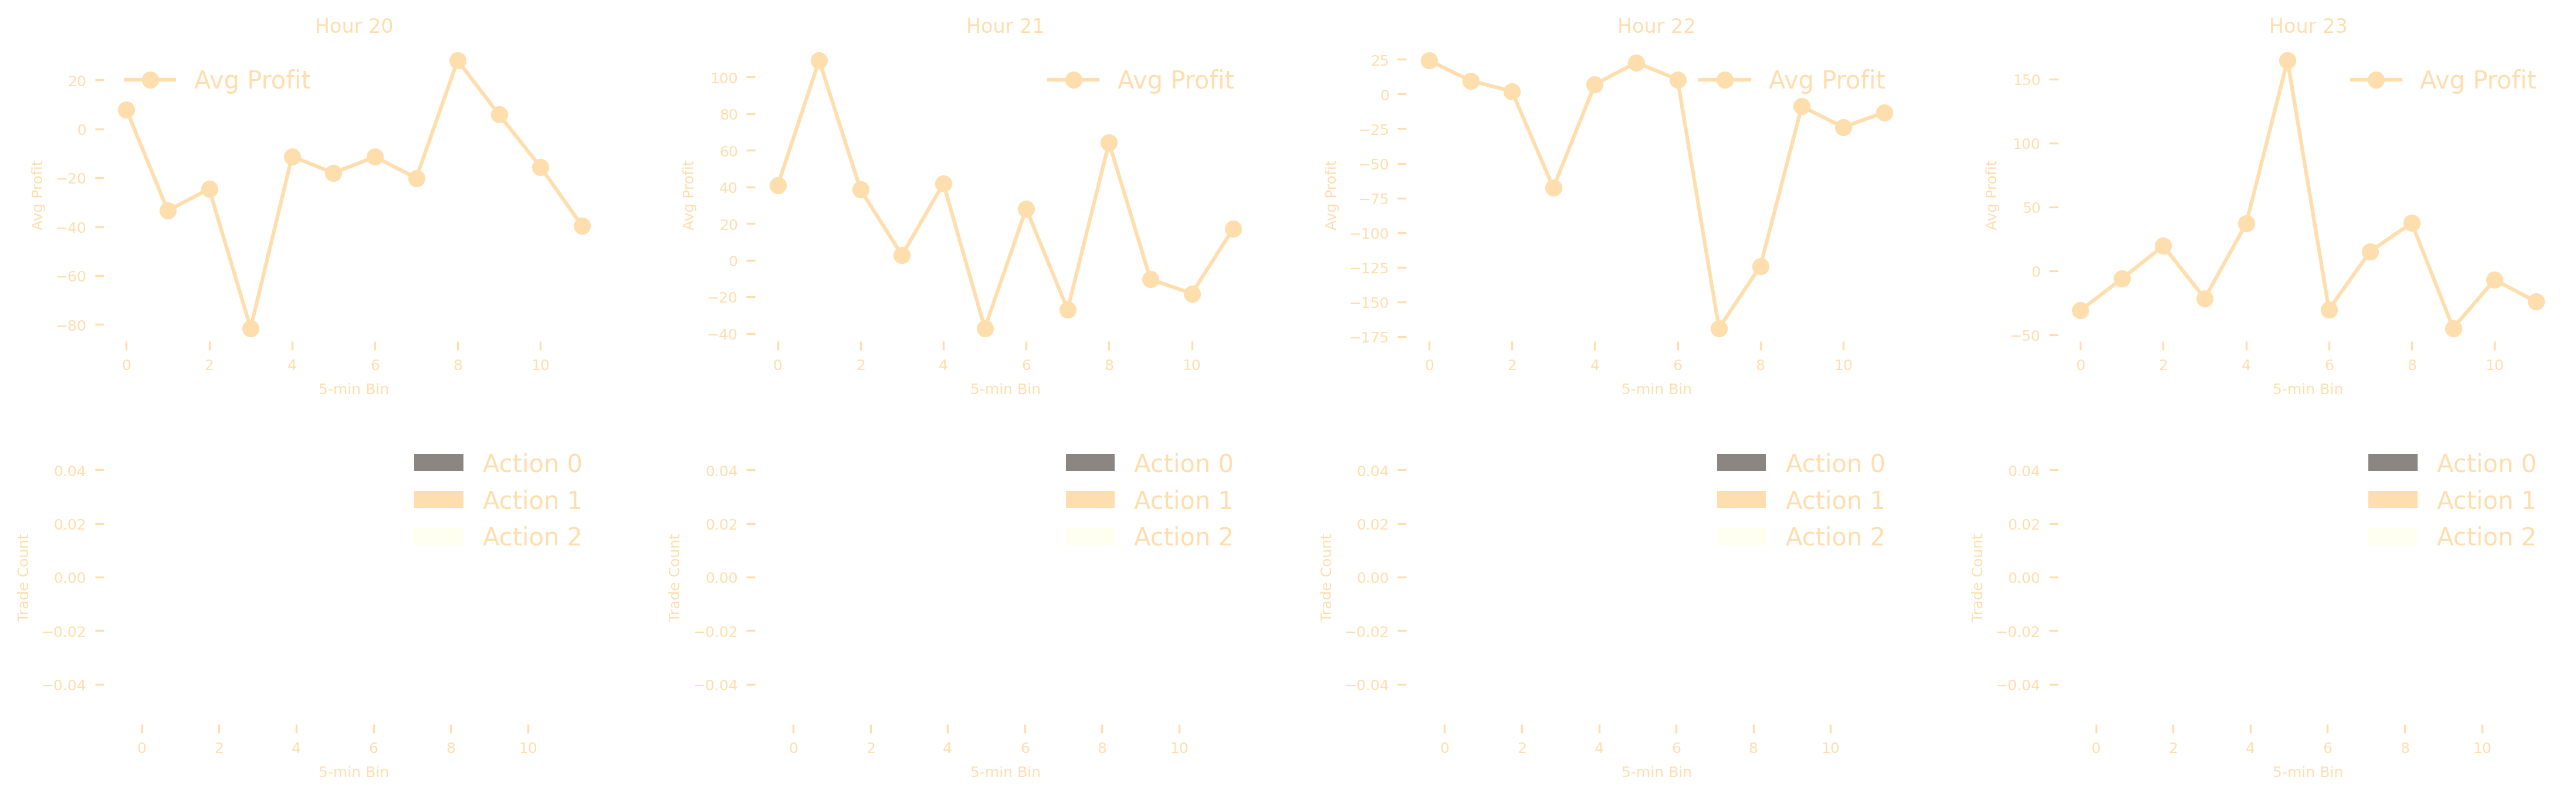 Hour 20
Avg Profit
20
0
−20
−40
−60
−80
Avg Profit
0 2 4 6 8 10
5-min Bin
Hour 21
Avg Profit
100
80
60
40
20
0
−20
−40
Avg Profit
0 2 4 6 8 10
5-min Bin
Hour 22
Avg Profit
25
0
−25
−50
−75
−100
−125
−150
−175
Avg Profit
0 2 4 6 8 10
5-min Bin
Hour 23
Avg Profit
150
100
50
0
−50
Avg Profit
0 2 4 6 8 10
5-min Bin
Trade Count
0.04
0.02
0.00
−0.02
−0.04
Action 0
Action 1
Action 2
0 2 4 6 8 10
5-min Bin
Trade Count
0.04
0.02
0.00
−0.02
−0.04
Action 0
Action 1
Action 2
0 2 4 6 8 10
5-min Bin
Trade Count
0.04
0.02
0.00
−0.02
−0.04
Action 0
Action 1
Action 2
0 2 4 6 8 10
5-min Bin
Trade Count
0.04
0.02
0.00
−0.02
−0.04
Action 0
Action 1
Action 2
0 2 4 6 8 10
5-min Bin